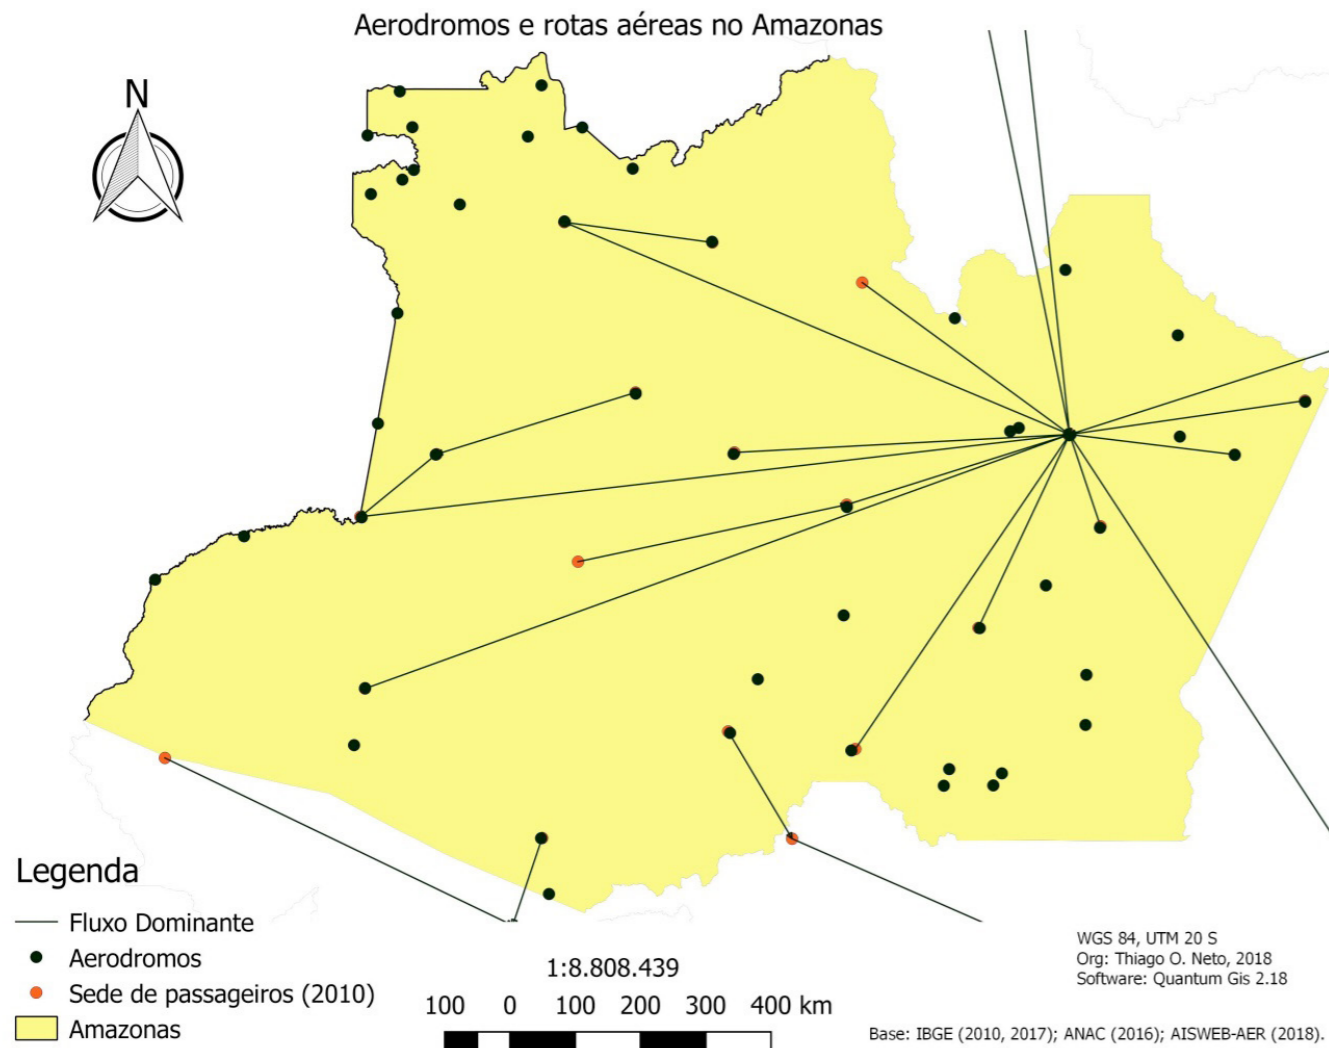 Aerodromos e rotas aéreas no Amazonas
N
Legenda
Fluxo Dominante
Aerodromos
Sede de passageiros (2010)
Amazonas
1:8.808.439
100 0 100 200 300 400 km
WGS 84, UTM 20 S
Org: Thiago O. Neto, 2018
Software: Quantum Gis 2.18
Base: IBGE (2010, 2017); ANAC (2016); AISWEB-AER (2018).